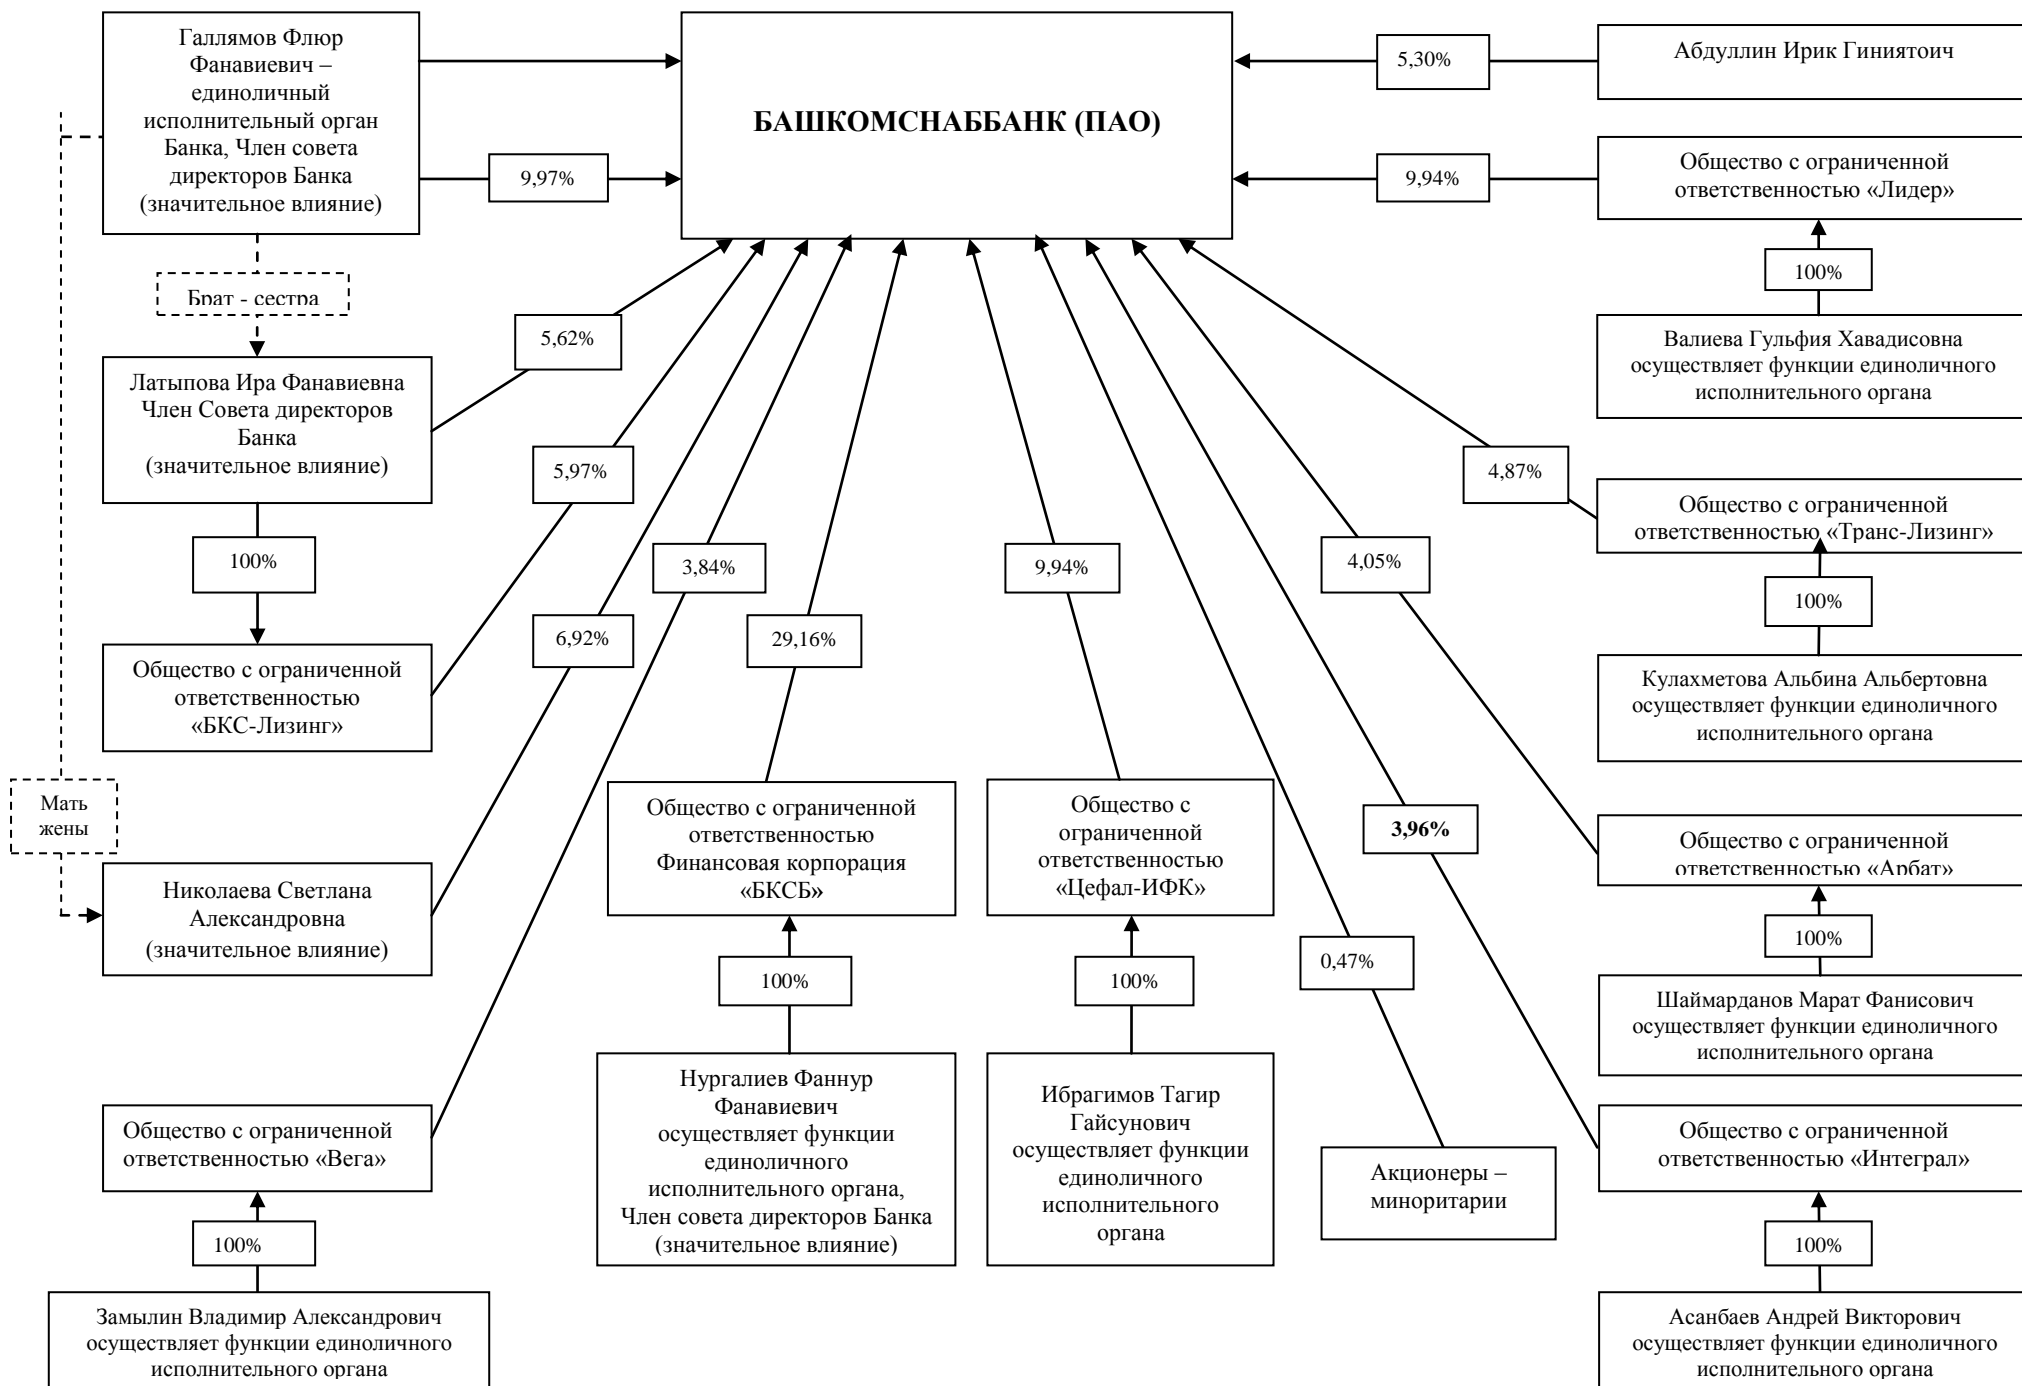 Галлямов Флюр
Фанавиевич –
единоличный
исполнительный орган
Банка, Член совета
директоров Банка
(значительное влияние)
БАШКОМСНАББАНК (ПАО)
5,30%
Абдуллин Ирик Гиниятоич
9,97%
9,94%
Общество с ограниченной
ответственностью «Лидер»
100%
Брат - сестра
5,62%
Валиева Гульфия Хавадисовна
осуществляет функции единоличного
исполнительного органа
Латыпова Ира Фанавиевна
Член Совета директоров
Банка
(значительное влияние)
5,97%
4,87%
Общество с ограниченной
ответственностью «Транс-Лизинг»
100%
3,84%
9,94%
4,05%
100%
6,92%
29,16%
Общество с ограниченной
ответственностью
«БКС-Лизинг»
Кулахметова Альбина Альбертовна
осуществляет функции единоличного
исполнительного органа
Мать
жены
Общество с ограниченной
ответственностью
Финансовая корпорация
«БКСБ»
Общество с
ограниченной
ответственностью
«Цефал-ИФК»
3,96%
Общество с ограниченной
ответственностью «Арбат»
Николаева Светлана
Александровна
(значительное влияние)
100%
100%
0,47%
100%
Шаймарданов Марат Фанисович
осуществляет функции единоличного
исполнительного органа
Общество с ограниченной
ответственностью «Вега»
Нургалиев Фаннур
Фанавиевич
осуществляет функции
единоличного
исполнительного органа,
Член совета директоров Банка
(значительное влияние)
Ибрагимов Тагир
Гайсунович
осуществляет функции
единоличного
исполнительного
органа
Акционеры –
миноритарии
Общество с ограниченной
ответственностью «Интеграл»
100%
100%
Замылин Владимир Александрович
осуществляет функции единоличного
исполнительного органа
Асанбаев Андрей Викторович
осуществляет функции единоличного
исполнительного органа